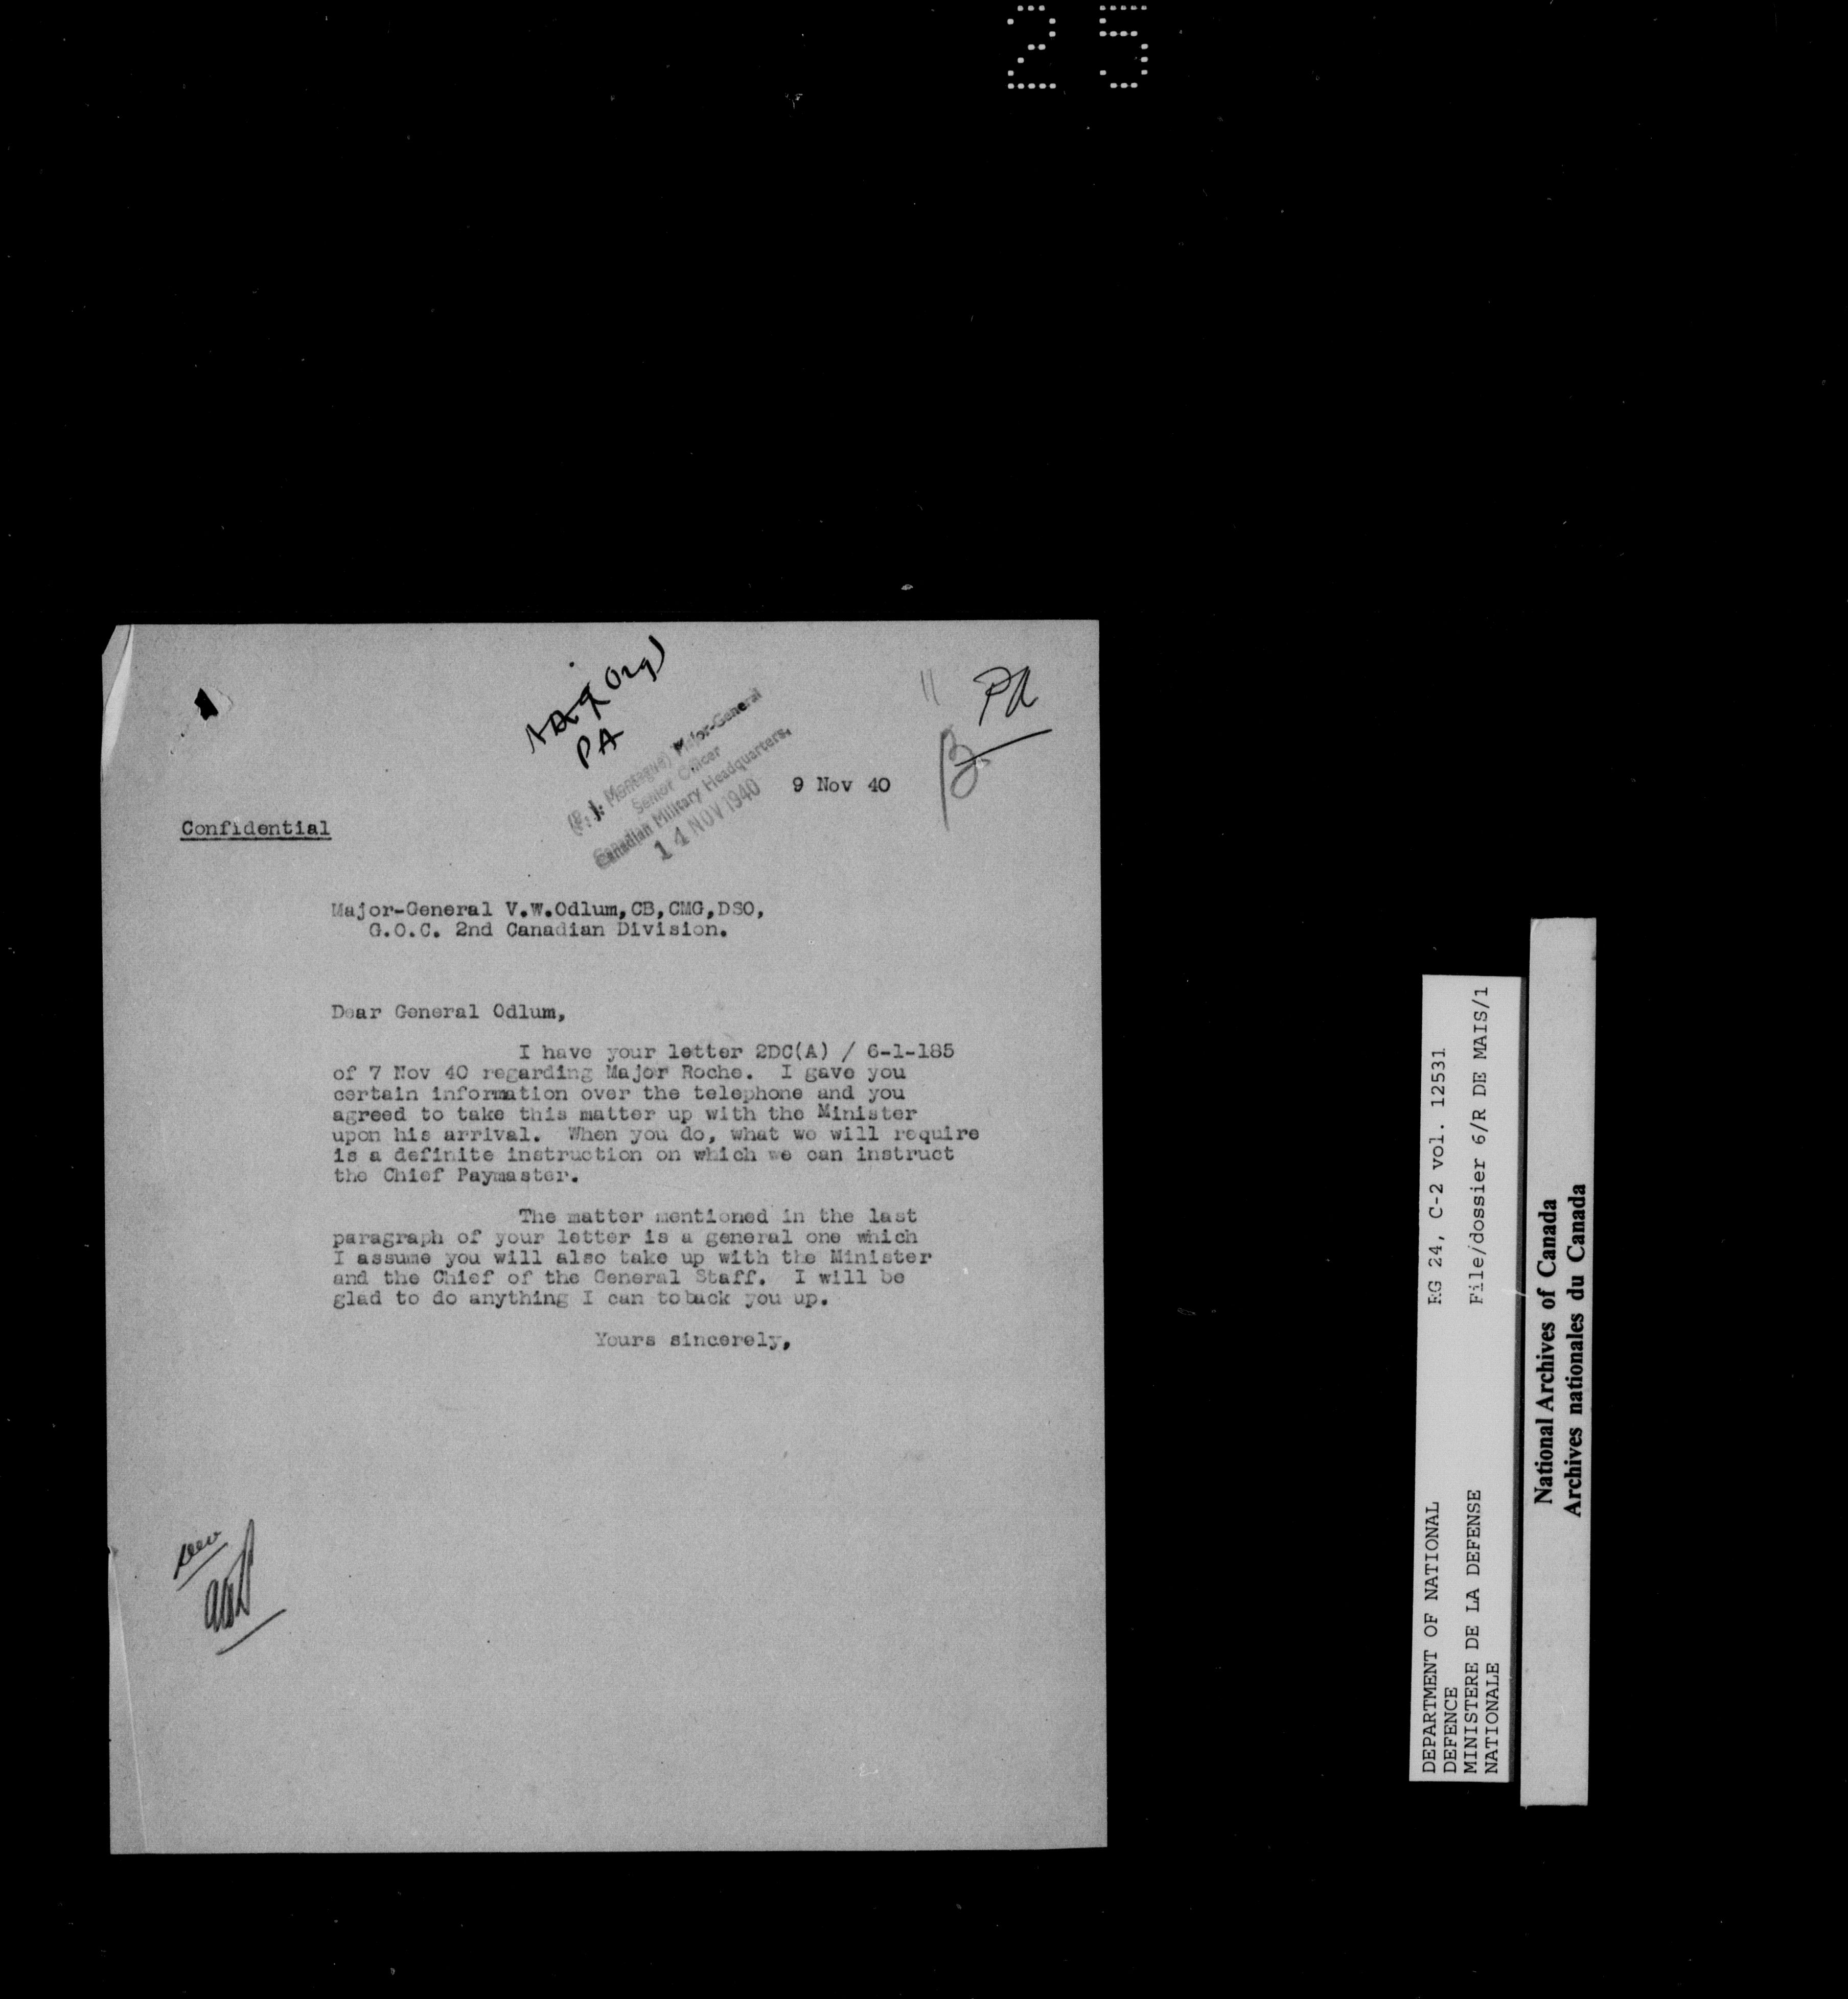 25
Org)
PA
PA
(P.J. Montague) Major-General
Senior Officer
Canadian Military Headquarters.
14 NOV 1940
9 Nov 40
Confidential
Major-General V.W.Odlum,CB,CMG,DSO,
G.O.C. 2nd Canadian Division.
Dear General Odlum,
I have your letter 2DC(A) / 6-1-185
of 7 Nov 40 regarding Major Roche. I gave you
certain information over the telephone and you
agreed to take this matter up with the Minister
upon his arrival. When you do, what we will require
is a definite instruction on which we can instruct
the Chief Paymaster.
The matter mentioned in the last
paragraph of your letter is a general one which
I assume you will also take up with the Minister
and the Chief of the General Staff. I will be
glad to do anything I can to back you up.
Yours sincerely,
DEPARTMENT OF NATIONAL
DEFENCE
MINISTERE DE LA DEFENSE
NATIONALE
RG 24, C-2 vol. 12531
File/dossier 6/R DE MAIS/1
National Archives of Canada
Archives nationales du Canada